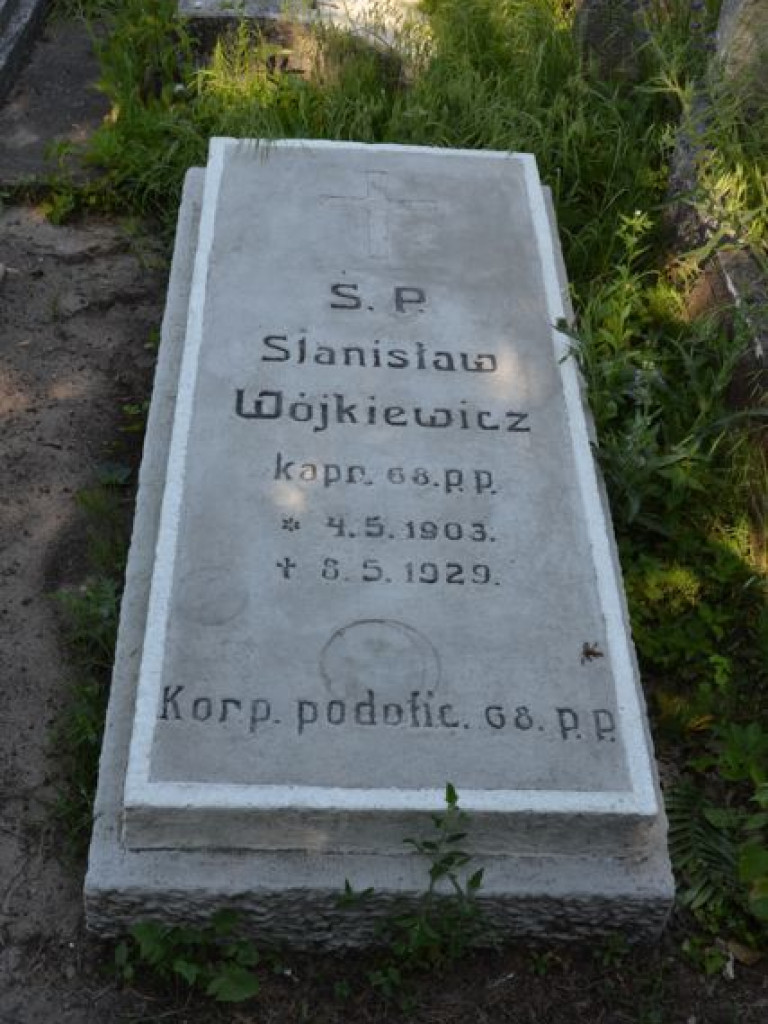 Ś. P.
Stanisław
Wójkiewicz
kapr. 68. p. p.
* 4. 5. 1903.
✝ 8. 5. 1929.
Korp. podofic. 68. p. p.